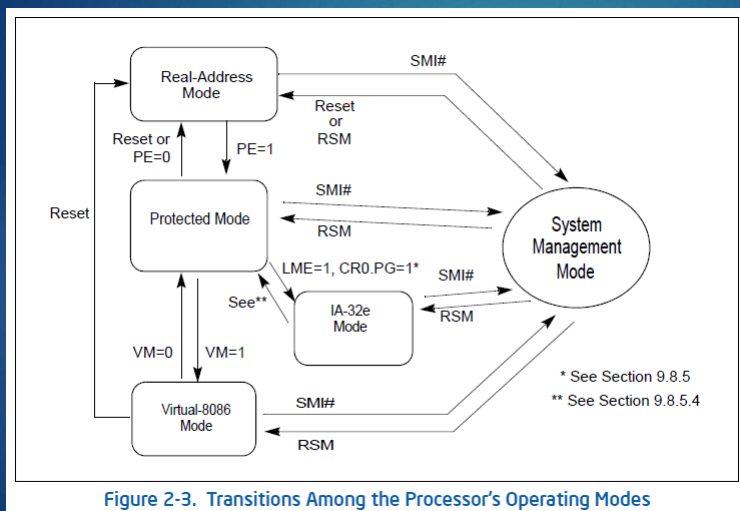 Real-Address
Mode
SMI#
Reset
or
RSM
Reset or
PE=0
PE=1
Reset
Protected Mode
SMI#
RSM
System
Management
Mode
LME=1, CR0.PG=1*
SMI#
See**
IA-32e
Mode
RSM
VM=0
VM=1
* See Section 9.8.5
** See Section 9.8.5.4
Virtual-8086
Mode
SMI#
RSM
Figure 2-3. Transitions Among the Processor's Operating Modes